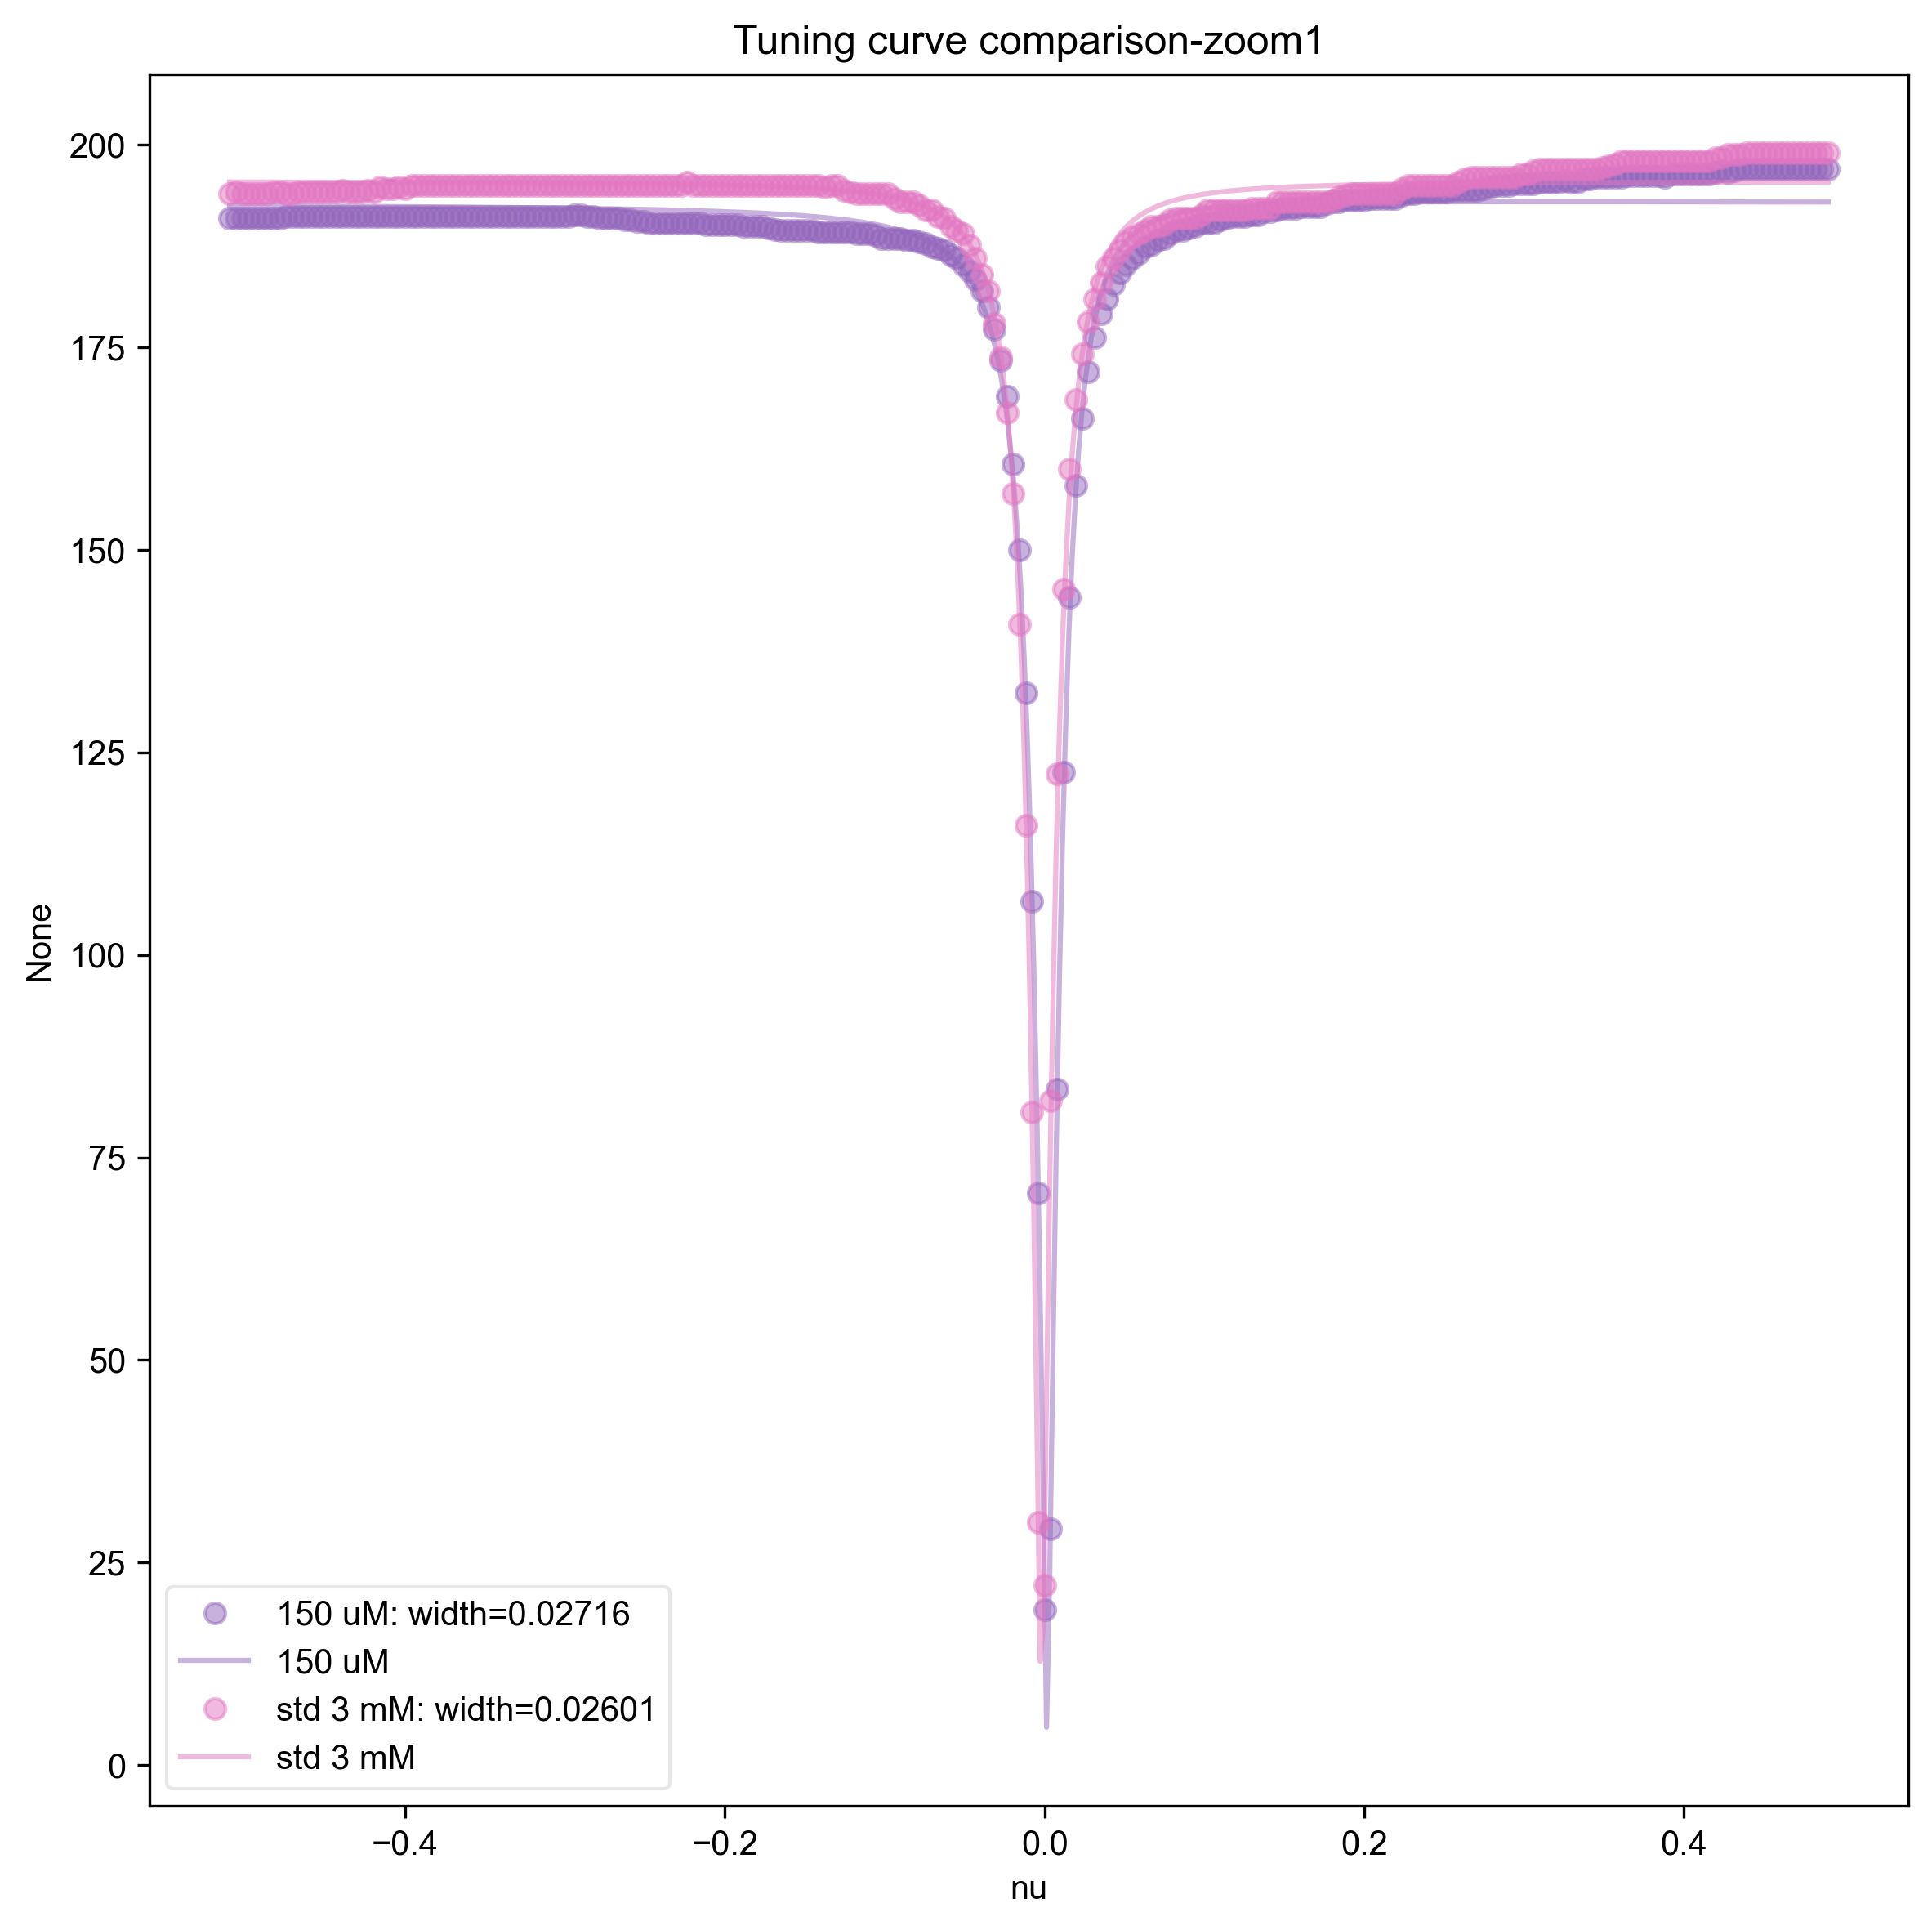 Tuning curve comparison-zoom1
200
175
150
125
100
75
50
25
0
None
150 uM: width=0.02716
150 uM
std 3 mM: width=0.02601
std 3 mM
−0.4
−0.2
0.0
0.2
0.4
nu